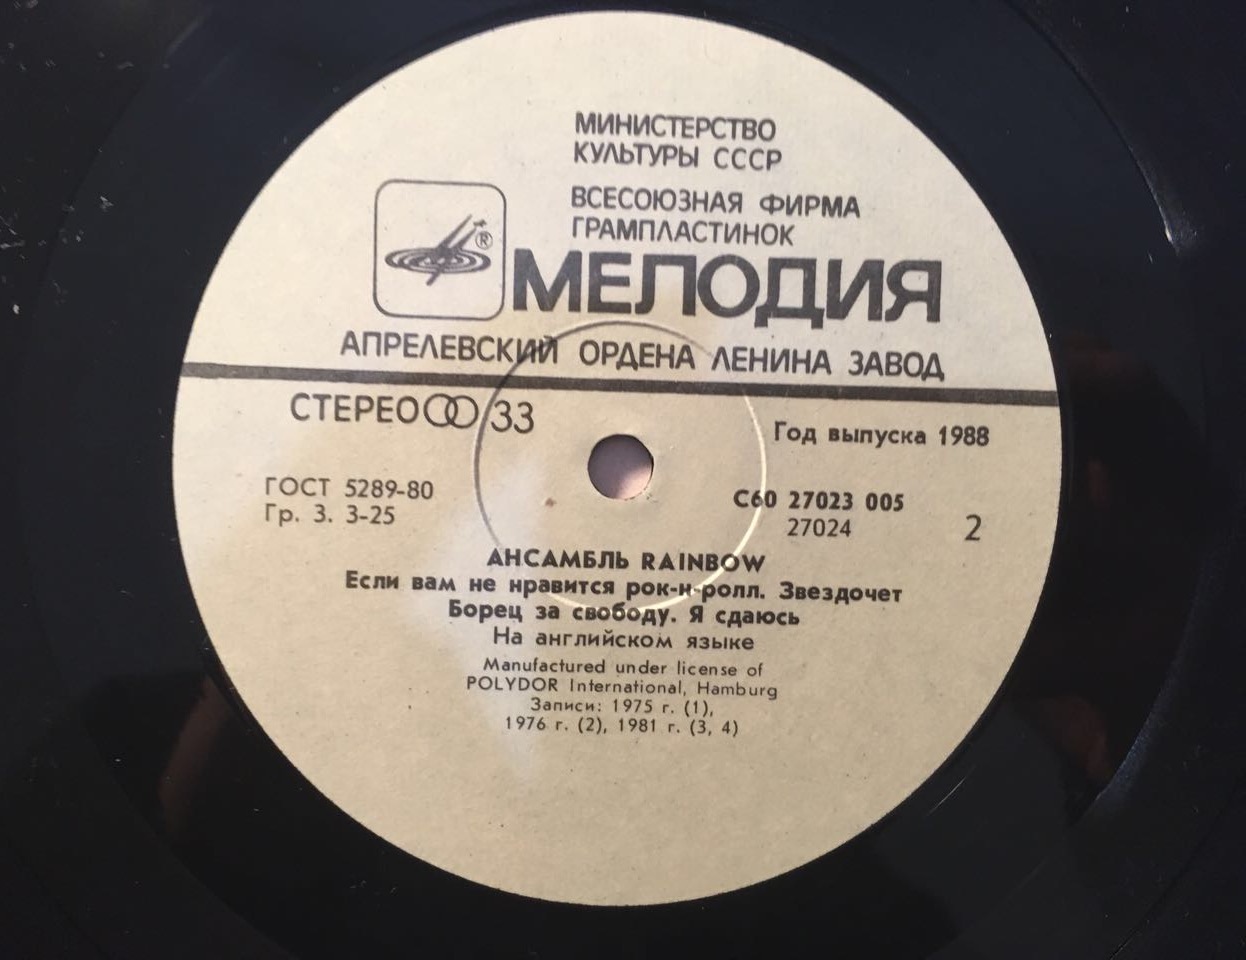 МИНИСТЕРСТВО
КУЛЬТУРЫ СССР
ВСЕСОЮЗНАЯ ФИРМА
ГРАМПЛАСТИНОК
®
МЕЛОДИЯ
АПРЕЛЕВСКИЙ ОРДЕНА ЛЕНИНА ЗАВОД
СТЕРЕО 33
Год выпуска 1988
ГОСТ 5289-80
Гр. 3. 3-25
С60 27023 005
27024
2
АНСАМБЛЬ RAINBOW
Если вам не нравится рок-н-ролл. Звездочет
Борец за свободу. Я сдаюсь
На английском языке
Manufactured under license of
POLYDOR International, Hamburg
Записи: 1975 г. (1),
1976 г. (2), 1981 г. (3, 4)